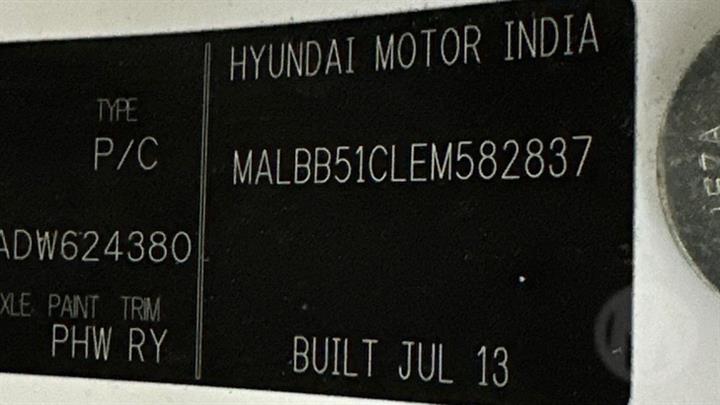 HYUNDAI MOTOR INDIA
TYPE
P/C
MALBB51CLEM582837
ADW624380
XLE PAINT TRIM
PHW RY
BUILT JUL 13